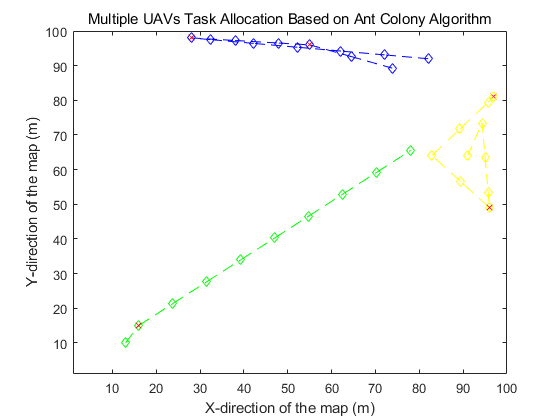 Multiple UAVs Task Allocation Based on Ant Colony Algorithm
100
90
80
70
60
50
40
30
20
10
Y-direction of the map (m)
10 20 30 40 50 60 70 80 90 100
X-direction of the map (m)